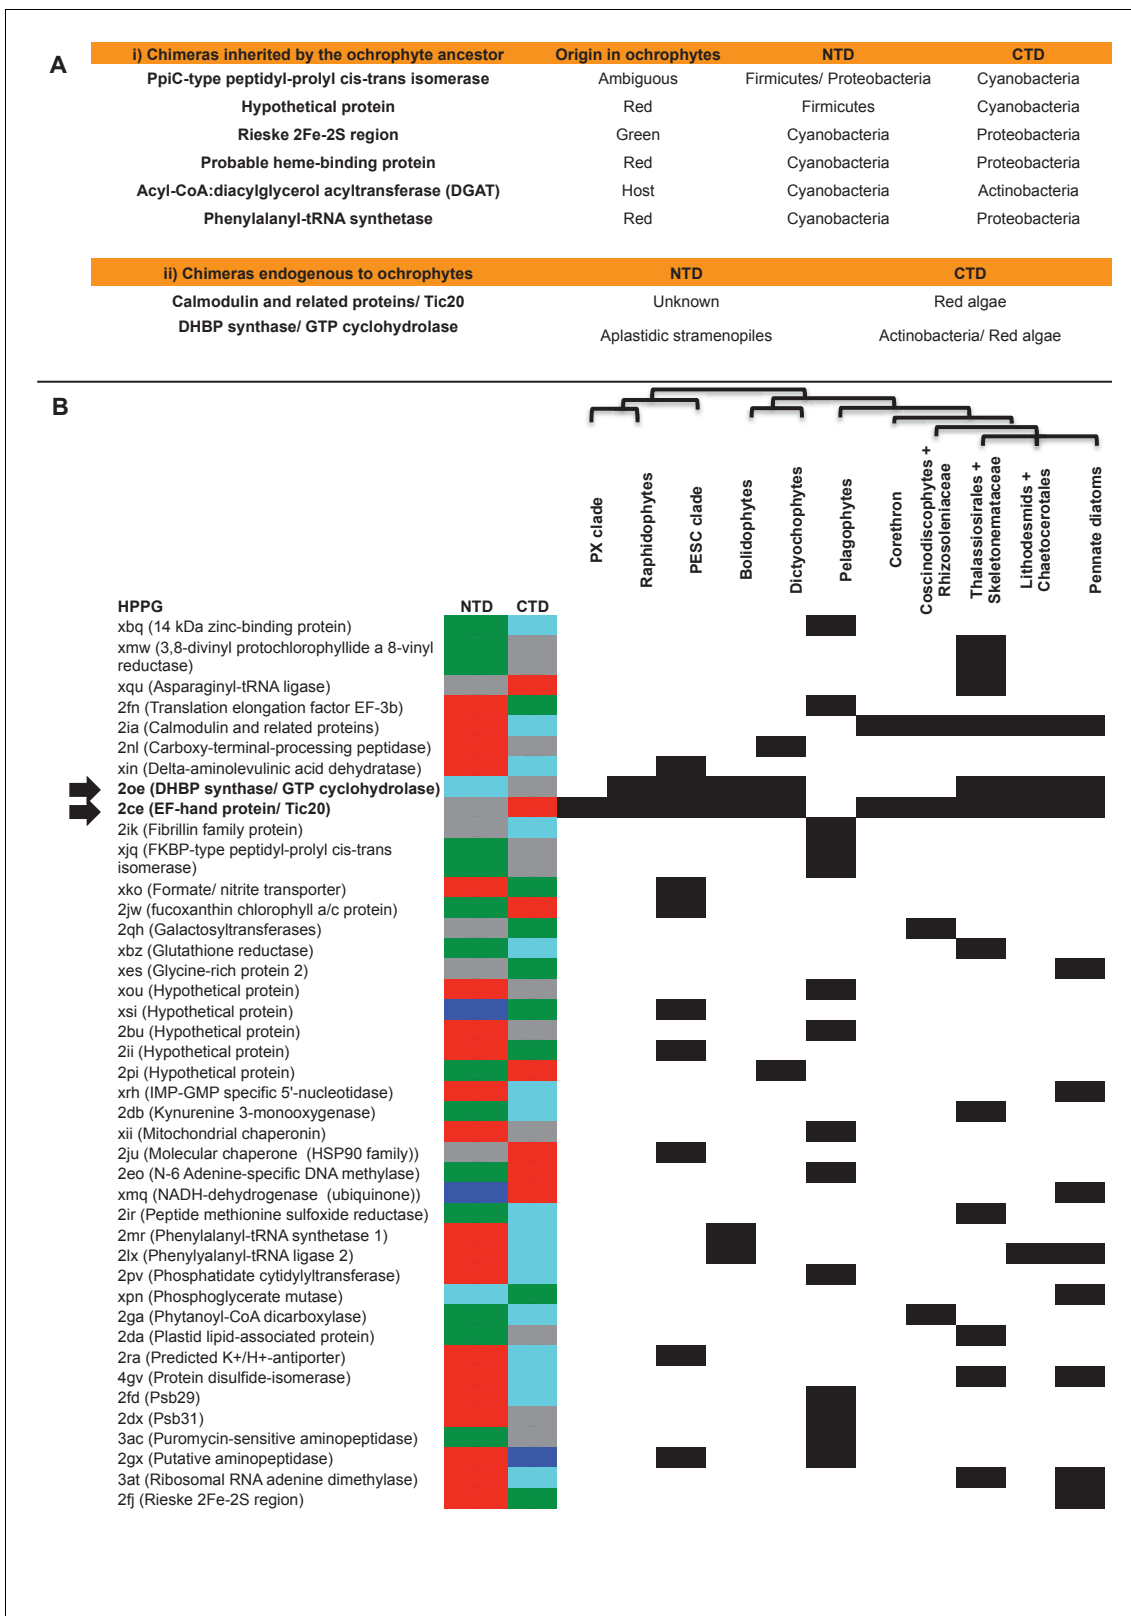 A
i) Chimeras inherited by the ochrophyte ancestor Origin in ochrophytes NTD CTD
PpiC-type peptidyl-prolyl cis-trans isomerase Ambiguous Firmicutes/ Proteobacteria Cyanobacteria
Hypothetical protein Red Firmicutes Cyanobacteria
Rieske 2Fe-2S region Green Cyanobacteria Proteobacteria
Probable heme-binding protein Red Cyanobacteria Proteobacteria
Acyl-CoA:diacylglycerol acyltransferase (DGAT) Host Cyanobacteria Actinobacteria
Phenylalanyl-tRNA synthetase Red Cyanobacteria Proteobacteria
ii) Chimeras endogenous to ochrophytes NTD CTD
Calmodulin and related proteins/ Tic20 Unknown Red algae
DHBP synthase/ GTP cyclohydrolase Aplastidic stramenopiles Actinobacteria/ Red algae
B
PX clade
Raphidophytes
PESC clade
Bolidophytes
Dictyochophytes
Pelagophytes
Corethron
Coscinodiscophytes +
Rhizosoleniaceae
Thalassiosirales +
Skeletonemataceae
Lithodesmids +
Chaetocerotales
Pennate diatoms
HPPG NTD CTD
xbq (14 kDa zinc-binding protein)
xmw (3,8-divinyl protochlorophyllide a 8-vinyl
reductase)
xqu (Asparaginyl-tRNA ligase)
2fn (Translation elongation factor EF-3b)
2ia (Calmodulin and related proteins)
2nl (Carboxy-terminal-processing peptidase)
xin (Delta-aminolevulinic acid dehydratase)
2oe (DHBP synthase/ GTP cyclohydrolase)
2ce (EF-hand protein/ Tic20)
2ik (Fibrillin family protein)
xjq (FKBP-type peptidyl-prolyl cis-trans
isomerase)
xko (Formate/ nitrite transporter)
2jw (fucoxanthin chlorophyll a/c protein)
2qh (Galactosyltransferases)
xbz (Glutathione reductase)
xes (Glycine-rich protein 2)
xou (Hypothetical protein)
xsi (Hypothetical protein)
2bu (Hypothetical protein)
2ii (Hypothetical protein)
2pi (Hypothetical protein)
xrh (IMP-GMP specific 5'-nucleotidase)
2db (Kynurenine 3-monooxygenase)
xii (Mitochondrial chaperonin)
2ju (Molecular chaperone (HSP90 family))
2eo (N-6 Adenine-specific DNA methylase)
xmq (NADH-dehydrogenase (ubiquinone))
2ir (Peptide methionine sulfoxide reductase)
2mr (Phenylalanyl-tRNA synthetase 1)
2lx (Phenylyalanyl-tRNA ligase 2)
2pv (Phosphatidate cytidylyltransferase)
xpn (Phosphoglycerate mutase)
2ga (Phytanoyl-CoA dicarboxylase)
2da (Plastid lipid-associated protein)
2ra (Predicted K+/H+-antiporter)
4gv (Protein disulfide-isomerase)
2fd (Psb29)
2dx (Psb31)
3ac (Puromycin-sensitive aminopeptidase)
2gx (Putative aminopeptidase)
3at (Ribosomal RNA adenine dimethylase)
2fj (Rieske 2Fe-2S region)